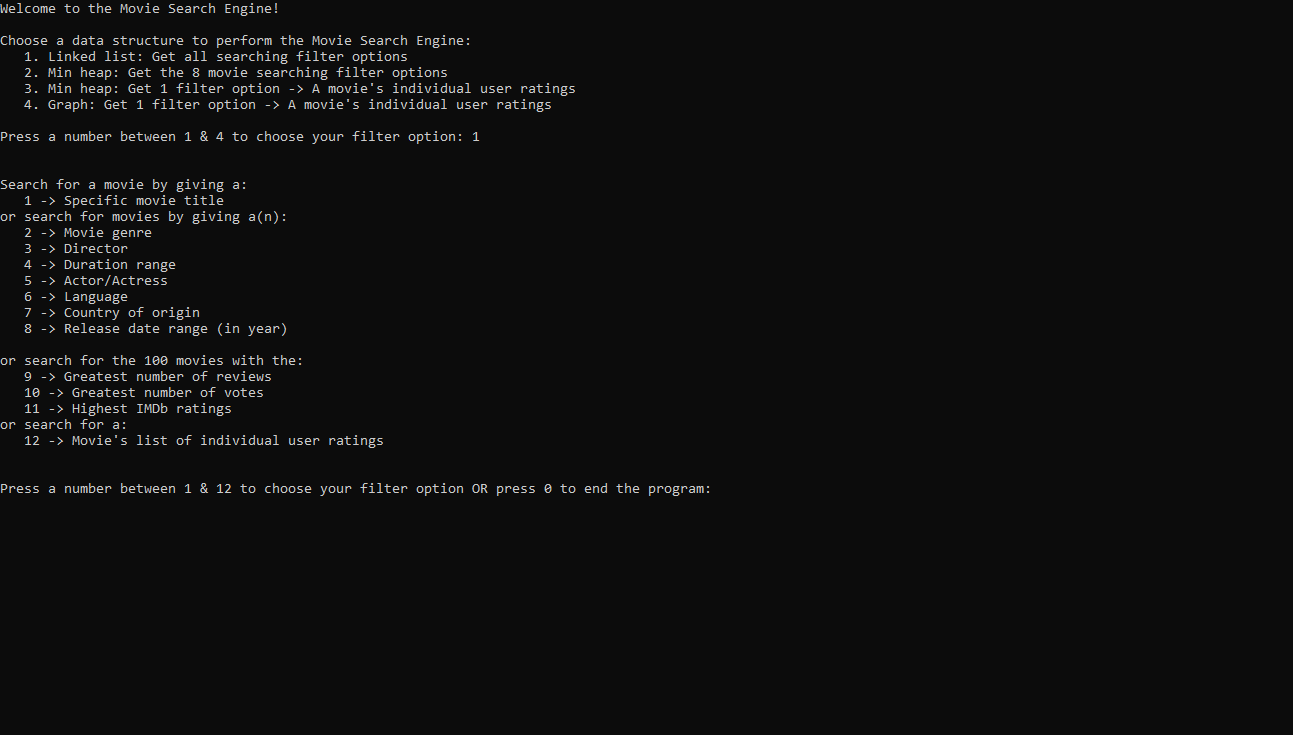 Welcome to the Movie Search Engine!
Choose a data structure to perform the Movie Search Engine:
1. Linked list: Get all searching filter options
2. Min heap: Get the 8 movie searching filter options
3. Min heap: Get 1 filter option -> A movie's individual user ratings
4. Graph: Get 1 filter option -> A movie's individual user ratings
Press a number between 1 & 4 to choose your filter option: 1
Search for a movie by giving a:
1 -> Specific movie title
or search for movies by giving a(n):
2 -> Movie genre
3 -> Director
4 -> Duration range
5 -> Actor/Actress
6 -> Language
7 -> Country of origin
8 -> Release date range (in year)
or search for the 100 movies with the:
9 -> Greatest number of reviews
10 -> Greatest number of votes
11 -> Highest IMDb ratings
or search for a:
12 -> Movie's list of individual user ratings
Press a number between 1 & 12 to choose your filter option OR press 0 to end the program: